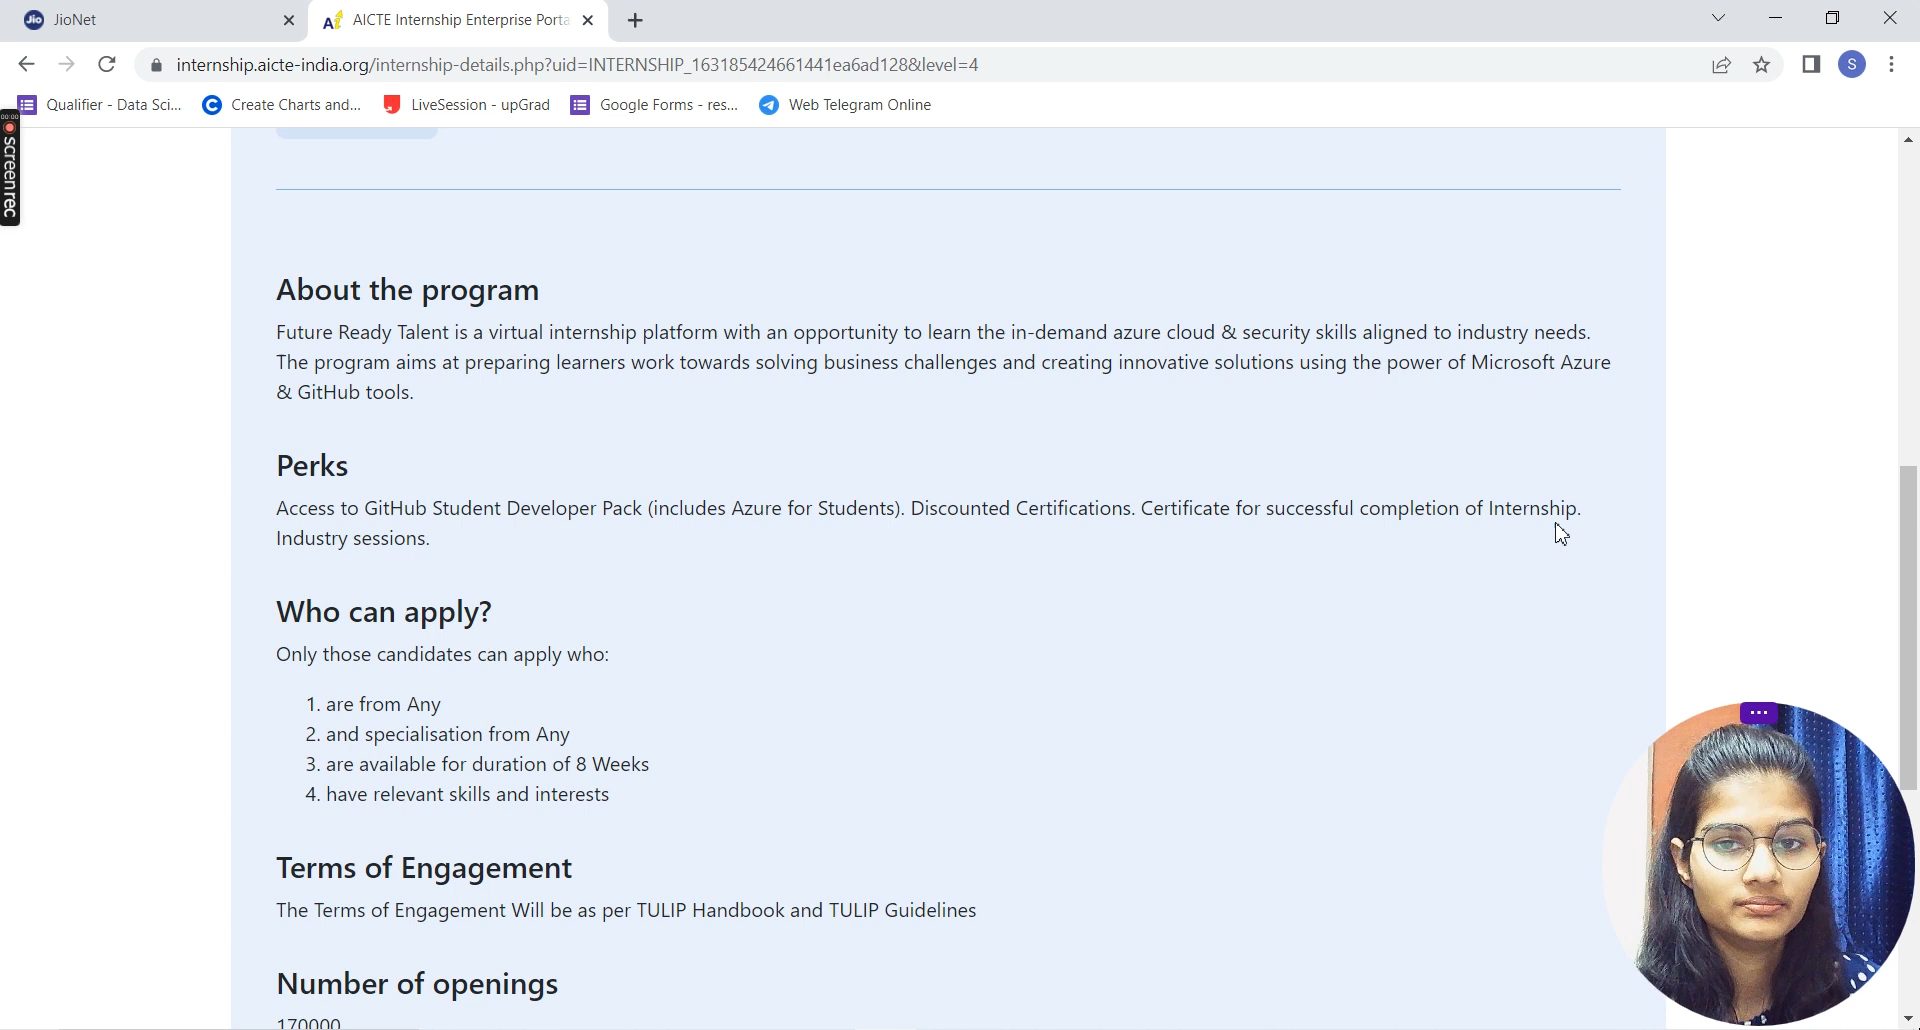 JioNet
AICTE Internship Enterprise Porta
internship.aicte-india.org/internship-details.php?uid=INTERNSHIP_163185424661441ea6ad128&level=4
S
Qualifier - Data Sci...
Create Charts and...
LiveSession - upGrad
Google Forms - res...
Web Telegram Online
00:00
screenrec
About the program
Future Ready Talent is a virtual internship platform with an opportunity to learn the in-demand azure cloud & security skills aligned to industry needs.
The program aims at preparing learners work towards solving business challenges and creating innovative solutions using the power of Microsoft Azure
& GitHub tools.
Perks
Access to GitHub Student Developer Pack (includes Azure for Students). Discounted Certifications. Certificate for successful completion of Internship.
Industry sessions.
Who can apply?
Only those candidates can apply who:
1. are from Any
2. and specialisation from Any
3. are available for duration of 8 Weeks
4. have relevant skills and interests
Terms of Engagement
The Terms of Engagement Will be as per TULIP Handbook and TULIP Guidelines
Number of openings
170000